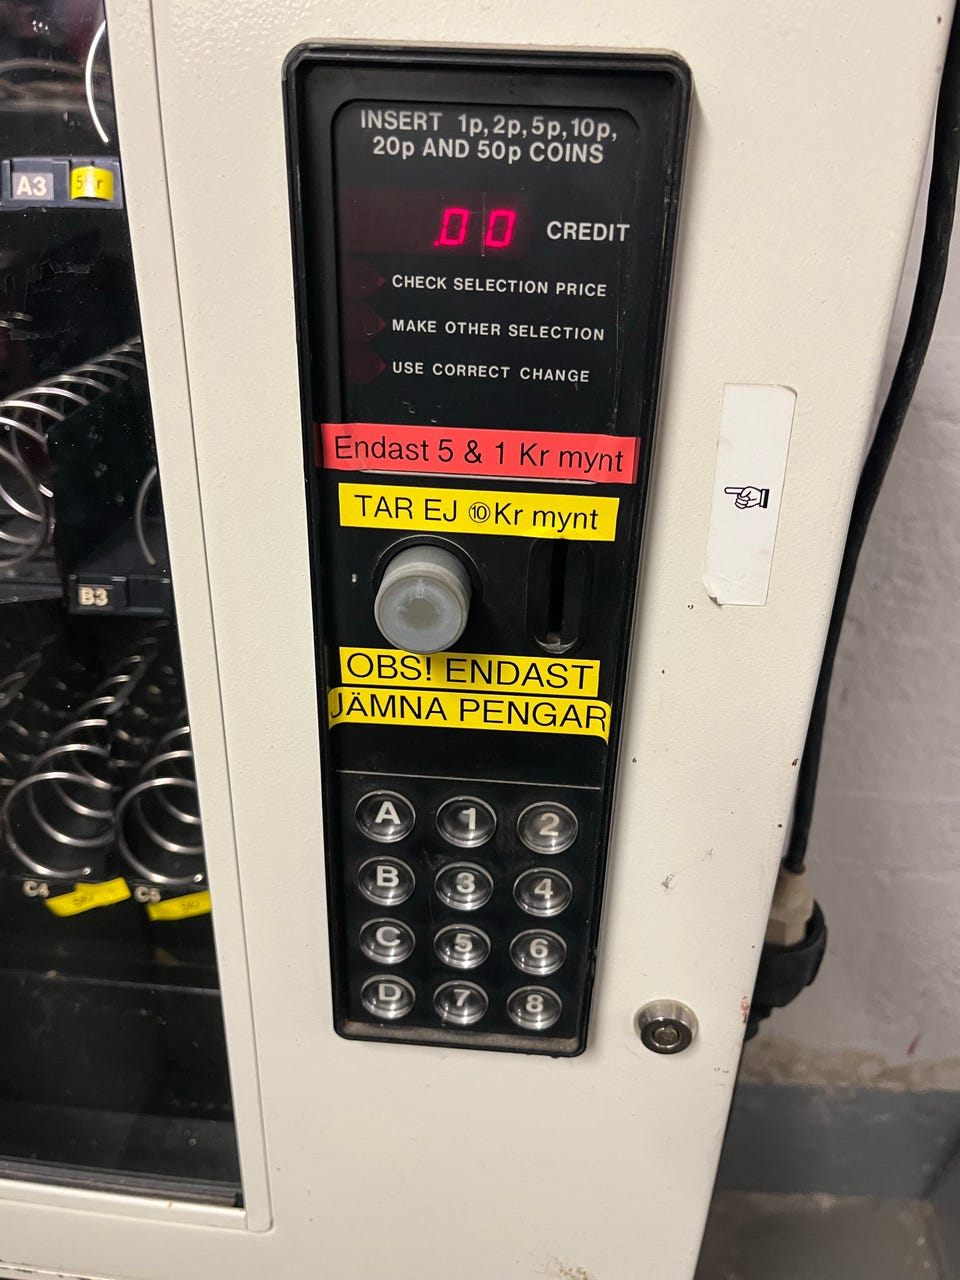 INSERT 1p, 2p, 5p, 10p,
20p AND 50p COINS
.00 CREDIT
CHECK SELECTION PRICE
MAKE OTHER SELECTION
USE CORRECT CHANGE
Endast 5 & 1 Kr mynt
TAR EJ ⑩ Kr mynt
OBS! ENDAST
JÄMNA PENGAR
A 1 2
B 3 4
C 5 6
D 7 8
A3 5Kr
B3
C4
C5